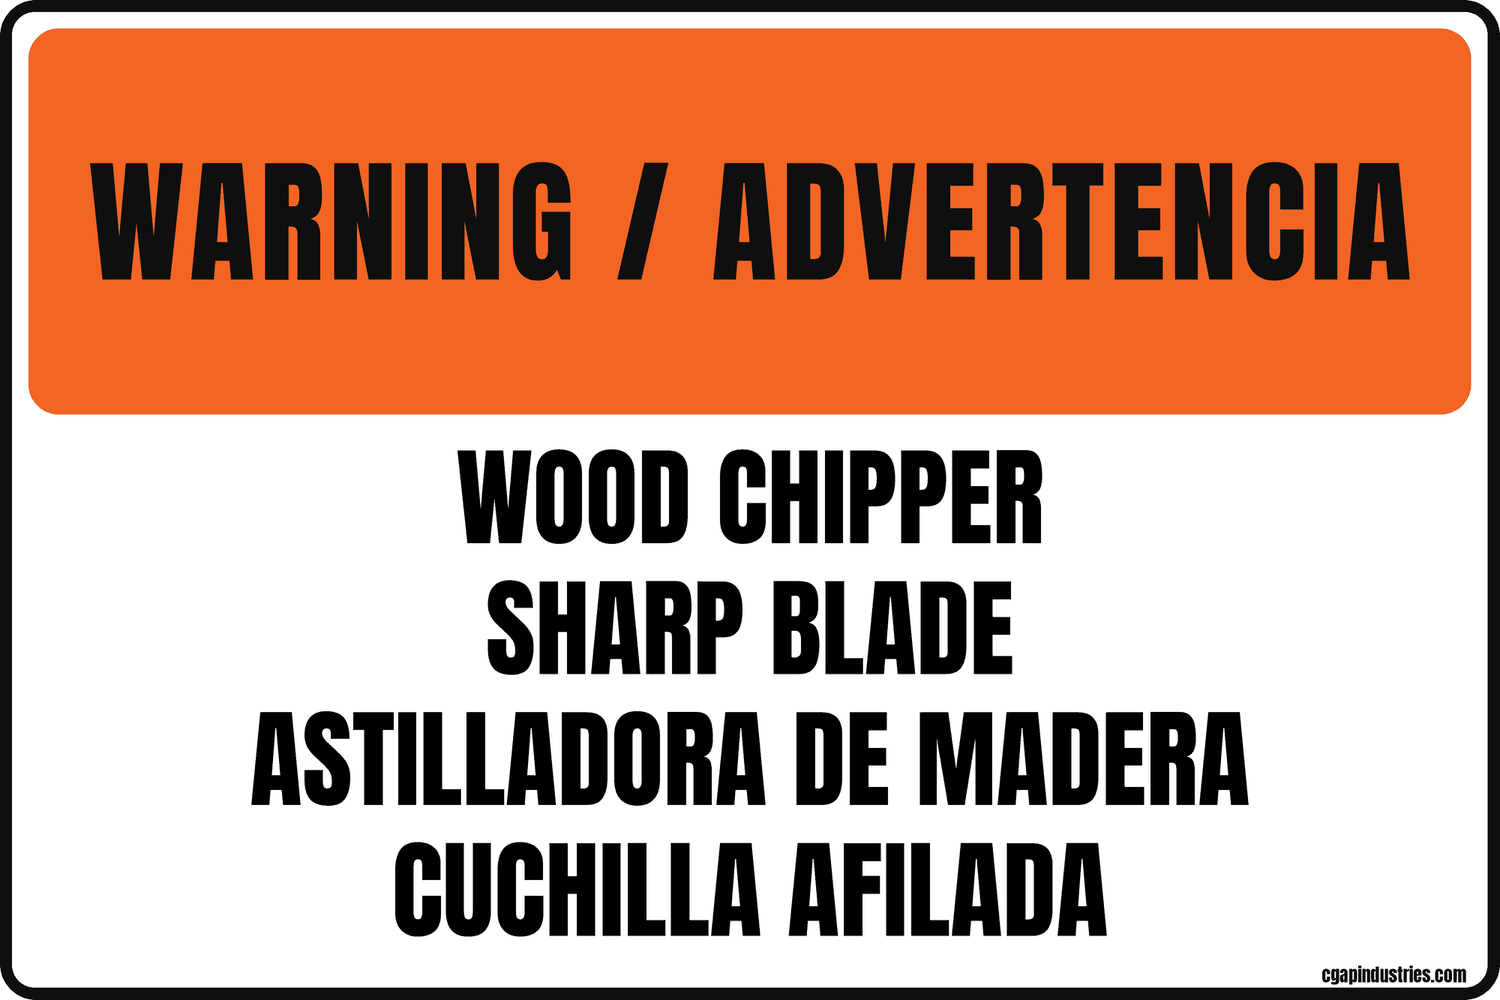 WARNING / ADVERTENCIA
WOOD CHIPPER
SHARP BLADE
ASTILLADORA DE MADERA
CUCHILLA AFILADA
cgapindustries.com